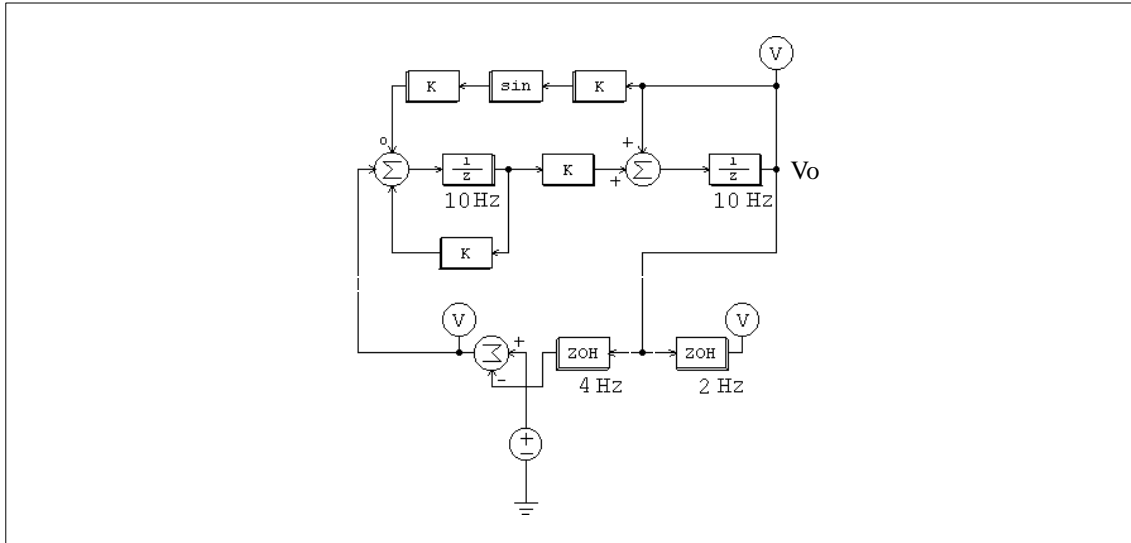 V
K sin K
o +
Σ 1/z K + Σ 1/z Vo
10 Hz 10 Hz
K
V V
Σ + ZOH ZOH
- 4 Hz 2 Hz
+
-